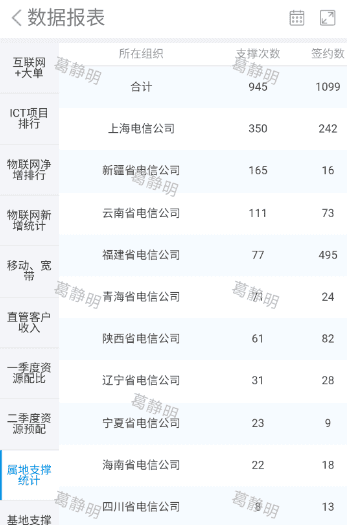 数据报表
所在组织 支撑次数 签约数
互联网
+大单
ICT项目
排行
物联网净
增排行
物联网新
增统计
移动、宽
带
直管客户
收入
一季度资
源配比
二季度资
源预配
属地支撑
统计
基地支撑
合计 945 1099
上海电信公司 350 242
新疆省电信公司 165 16
云南省电信公司 111 73
福建省电信公司 77 495
青海省电信公司 71 24
陕西省电信公司 61 82
辽宁省电信公司 31 28
宁夏省电信公司 23 9
海南省电信公司 22 18
四川省电信公司 8 13
葛静明
葛静明
葛静明
葛静明
葛静明
葛静明
葛静明
葛静明